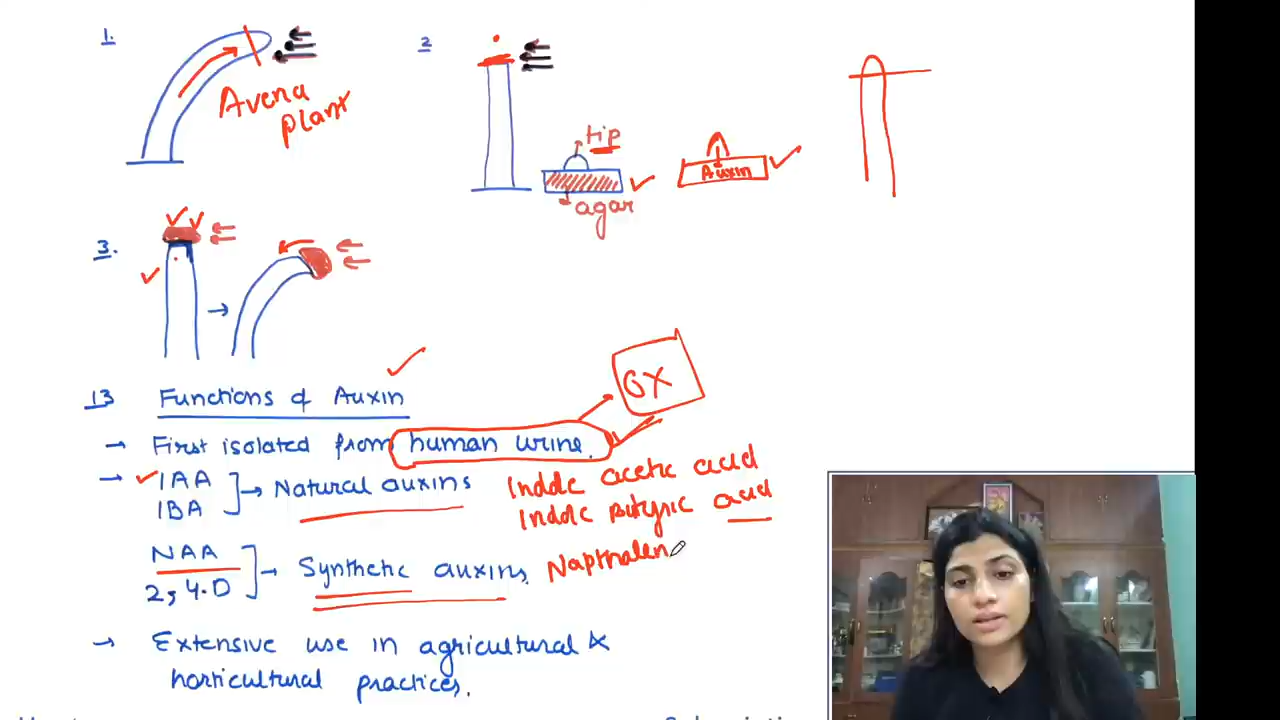 1.
Avena
plant
2
tip
agar
Auxin
3.
13 Functions of Auxin
→ First isolated from human urine.
→ IAA
IBA
→ Natural auxins
Indole acetic acid
Indole Butyric acid
NAA
2,4-D
→ Synthetic auxins
Napthalen
→ Extensive use in agricultural &
horticultural practices.